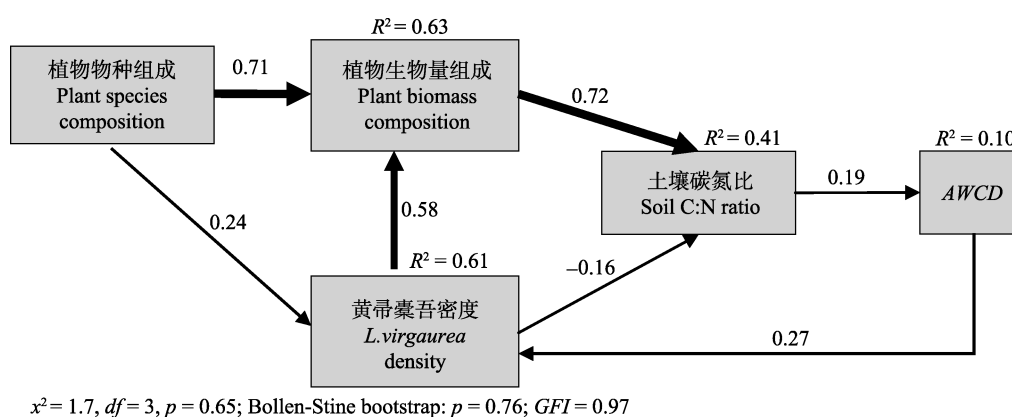 R² = 0.63
植物物种组成
Plant species
composition
0.71
植物生物量组成
Plant biomass
composition
0.72
R² = 0.41
R² = 0.10
土壤碳氮比
Soil C:N ratio
0.19
AWCD
0.24
0.58
R² = 0.61
–0.16
黄帚橐吾密度
L.virgaurea
density
0.27
x² = 1.7, df = 3, p = 0.65; Bollen-Stine bootstrap: p = 0.76; GFI = 0.97